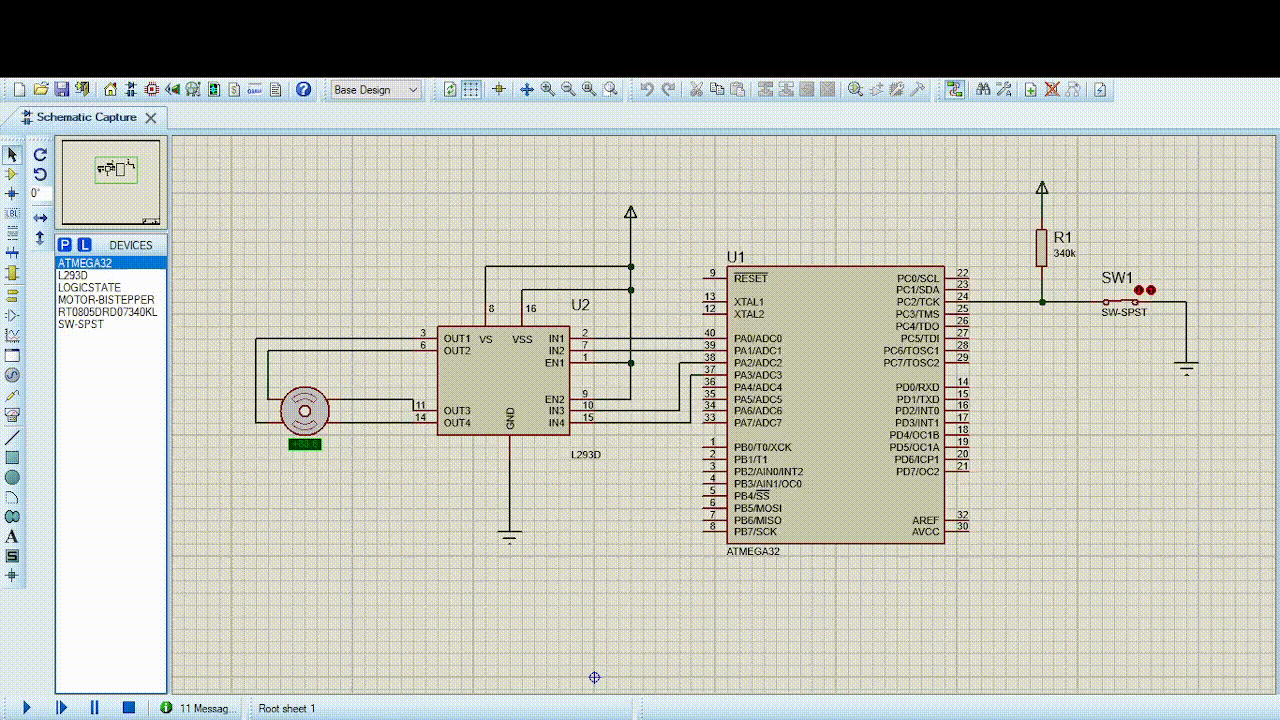 Base Design
Schematic Capture
0°
LBL
P L DEVICES
ATMEGA32
L293D
LOGICSTATE
MOTOR-BISTEPPER
RT0805DRD07340KL
SW-SPST
A
S
U2
8 16
3 OUT1 VS VSS IN1 2
6 OUT2 IN2 7
EN1 1
EN2 9
11 OUT3 GND IN3 10
14 OUT4 IN4 15
L293D
U1
9 RESET
13 XTAL1
12 XTAL2
40 PA0/ADC0
39 PA1/ADC1
38 PA2/ADC2
37 PA3/ADC3
36 PA4/ADC4
35 PA5/ADC5
34 PA6/ADC6
33 PA7/ADC7
1 PB0/T0/XCK
2 PB1/T1
3 PB2/AIN0/INT2
4 PB3/AIN1/OC0
5 PB4/SS
6 PB5/MOSI
7 PB6/MISO
8 PB7/SCK
PC0/SCL 22
PC1/SDA 23
PC2/TCK 24
PC3/TMS 25
PC4/TDO 26
PC5/TDI 27
PC6/TOSC1 28
PC7/TOSC2 29
PD0/RXD 14
PD1/TXD 15
PD2/INT0 16
PD3/INT1 17
PD4/OC1B 18
PD5/OC1A 19
PD6/ICP1 20
PD7/OC2 21
AREF 32
AVCC 30
ATMEGA32
R1
340k
SW1
SW-SPST
11 Messag...
Root sheet 1